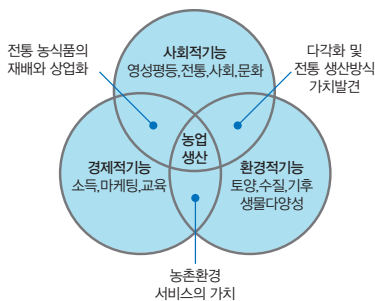 전통 농식품의
재배와 상업화
사회적기능
영성평등,전통,사회,문화
다각화 및
전통 생산방식
가치발견
농업
생산
경제적기능
소득,마케팅,교육
환경적기능
토양,수질,기후
생물다양성
농촌환경
서비스의 가치